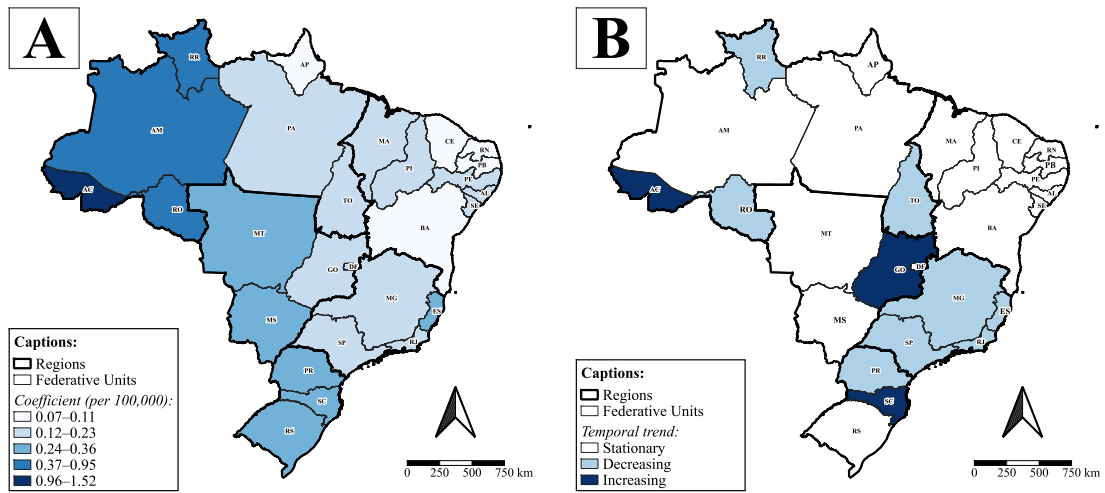 A
RR
AP
AM
PA
MA
CE
RN
PB
PI
PE
AL
SE
AC
RO
TO
BA
MT
GO
DF
MG
ES
MS
SP
RJ
PR
SC
RS
Captions:
Regions
Federative Units
Coefficient (per 100,000):
0.07–0.11
0.12–0.23
0.24–0.36
0.37–0.95
0.96–1.52
0 250 500 750 km
B
RR
AP
AM
PA
MA
CE
RN
PB
PI
PE
AL
SE
AC
RO
TO
BA
MT
GO
DF
MG
ES
MS
SP
RJ
PR
SC
RS
Captions:
Regions
Federative Units
Temporal trend:
Stationary
Decreasing
Increasing
0 250 500 750 km